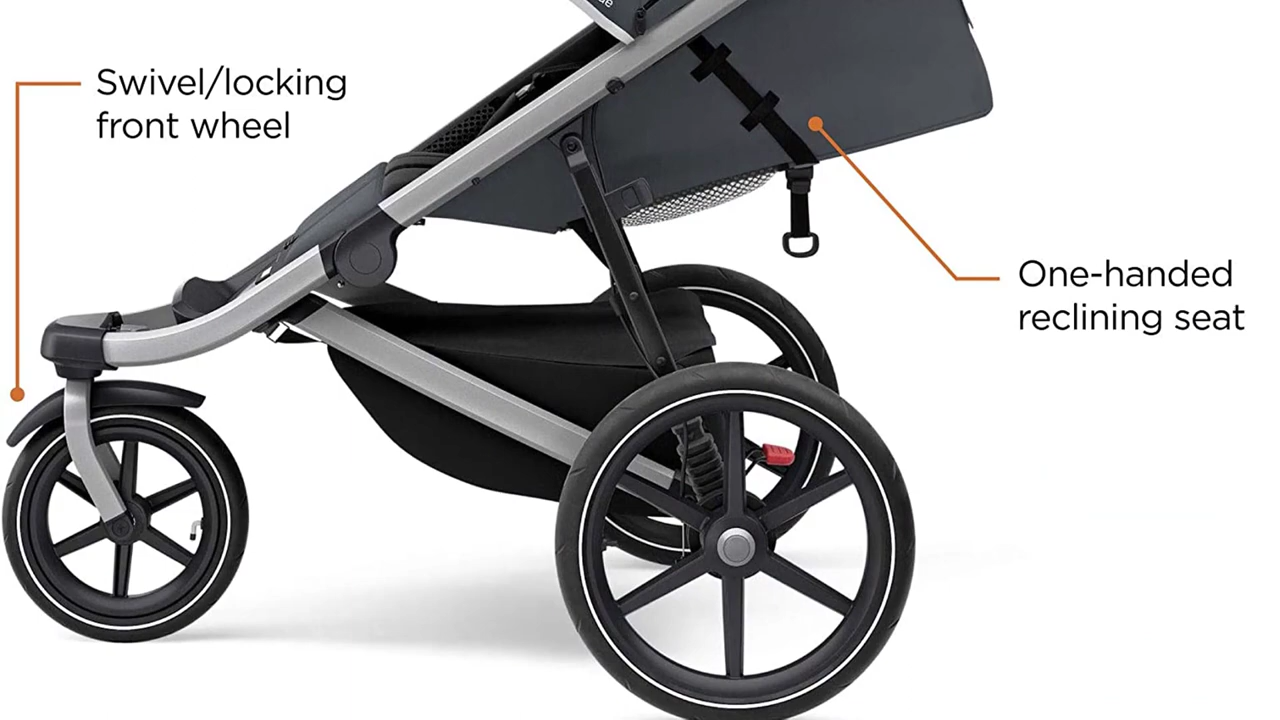 Swivel/locking
front wheel
One-handed
reclining seat